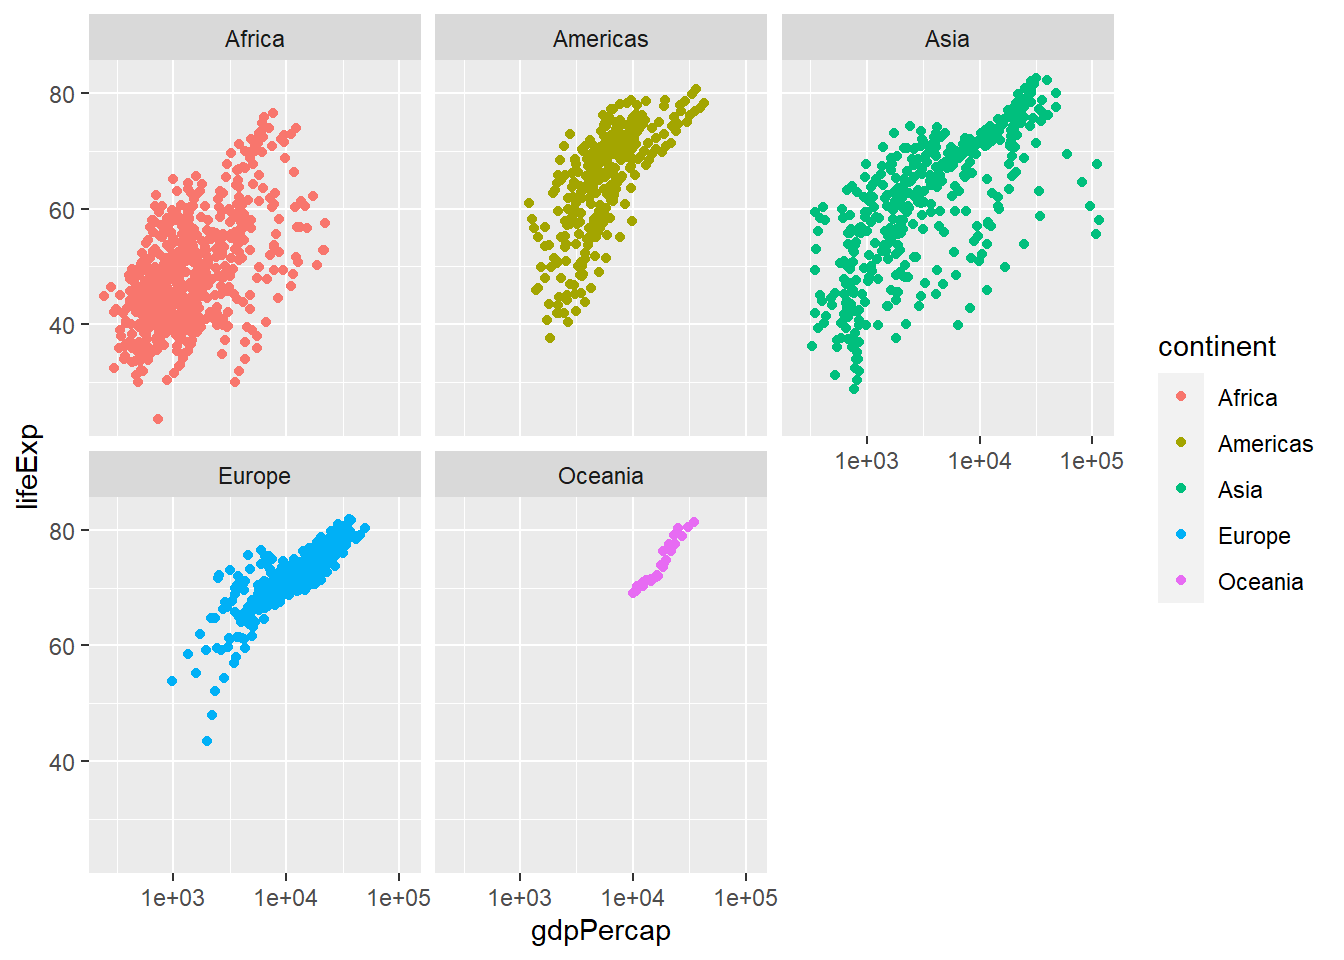 Africa
Americas
Asia
80
60
40
lifeExp
1e+03
1e+04
1e+05
Europe
Oceania
80
60
40
1e+03
1e+04
1e+05
1e+03
1e+04
1e+05
gdpPercap
continent
Africa
Americas
Asia
Europe
Oceania